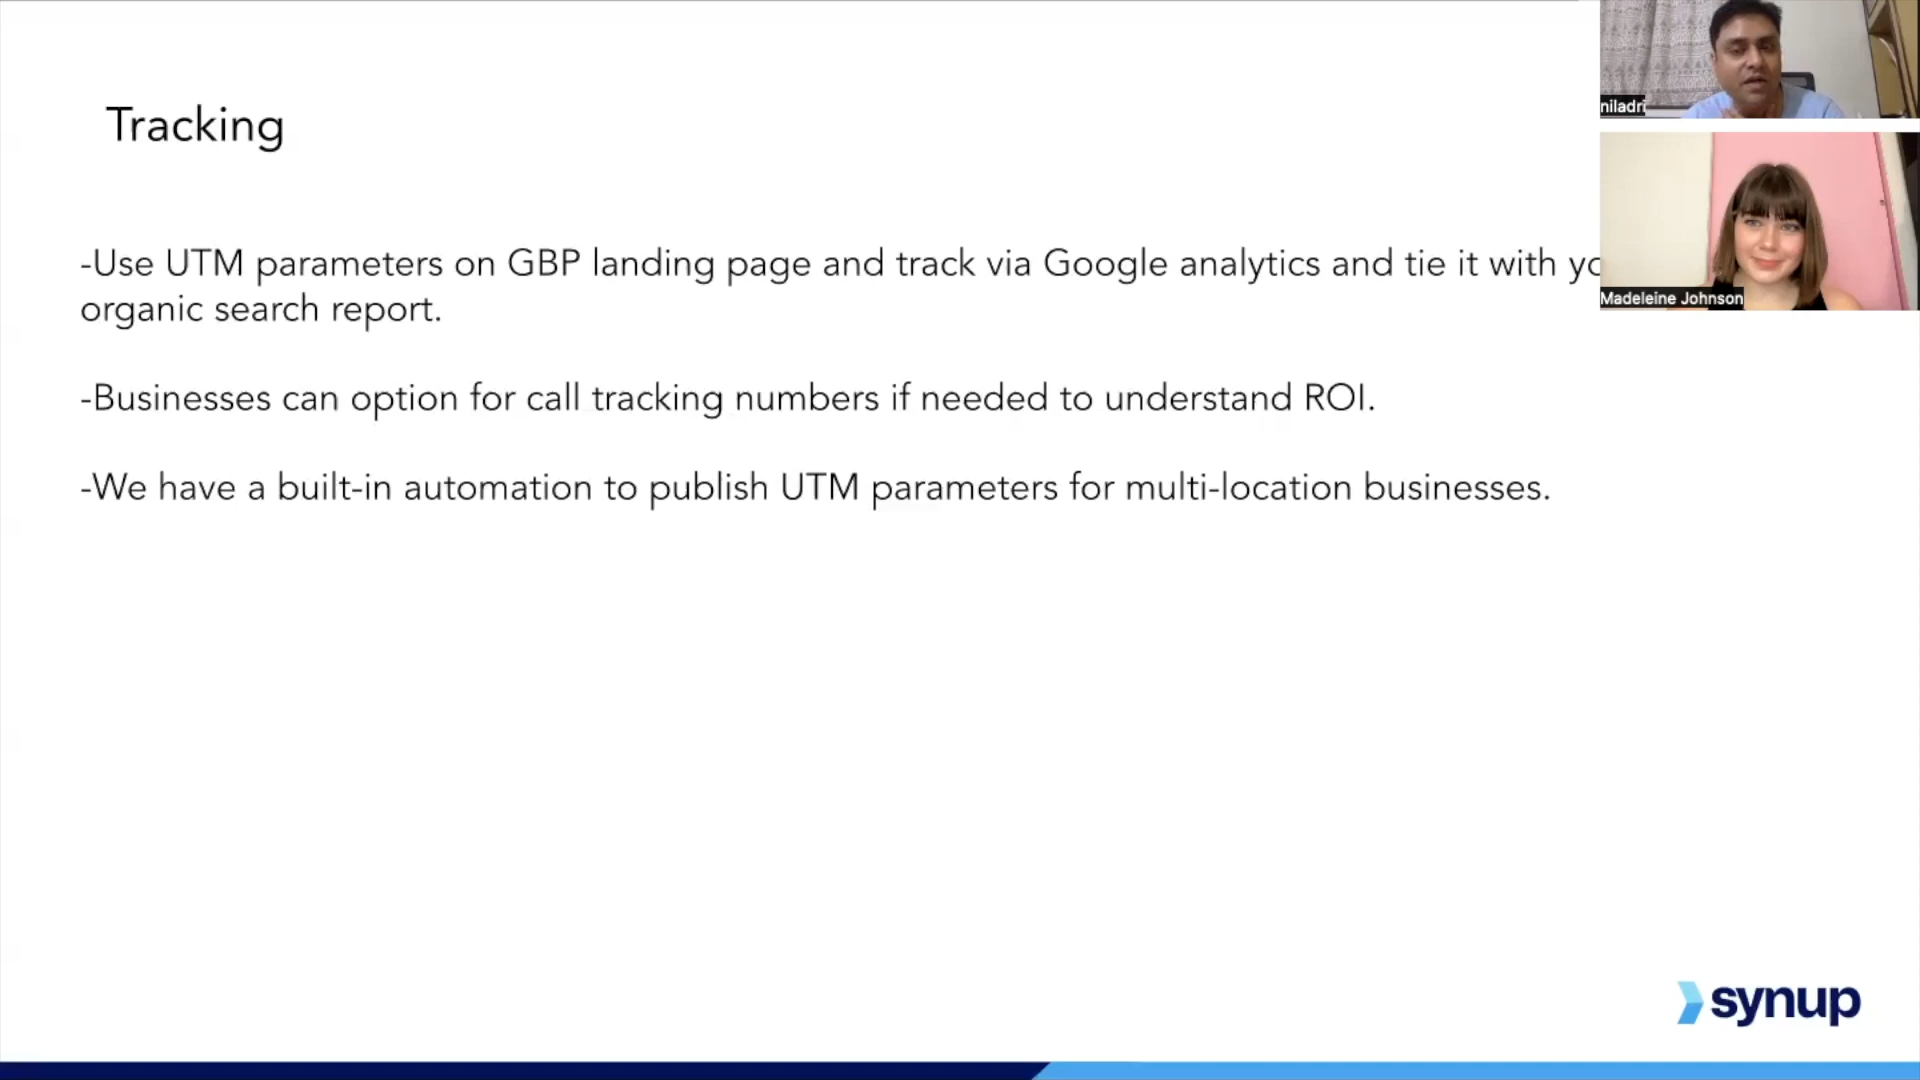 Tracking
niladri
-Use UTM parameters on GBP landing page and track via Google analytics and tie it with
organic search report.
Madeleine Johnson
-Businesses can option for call tracking numbers if needed to understand ROI.
-We have a built-in automation to publish UTM parameters for multi-location businesses.
synup